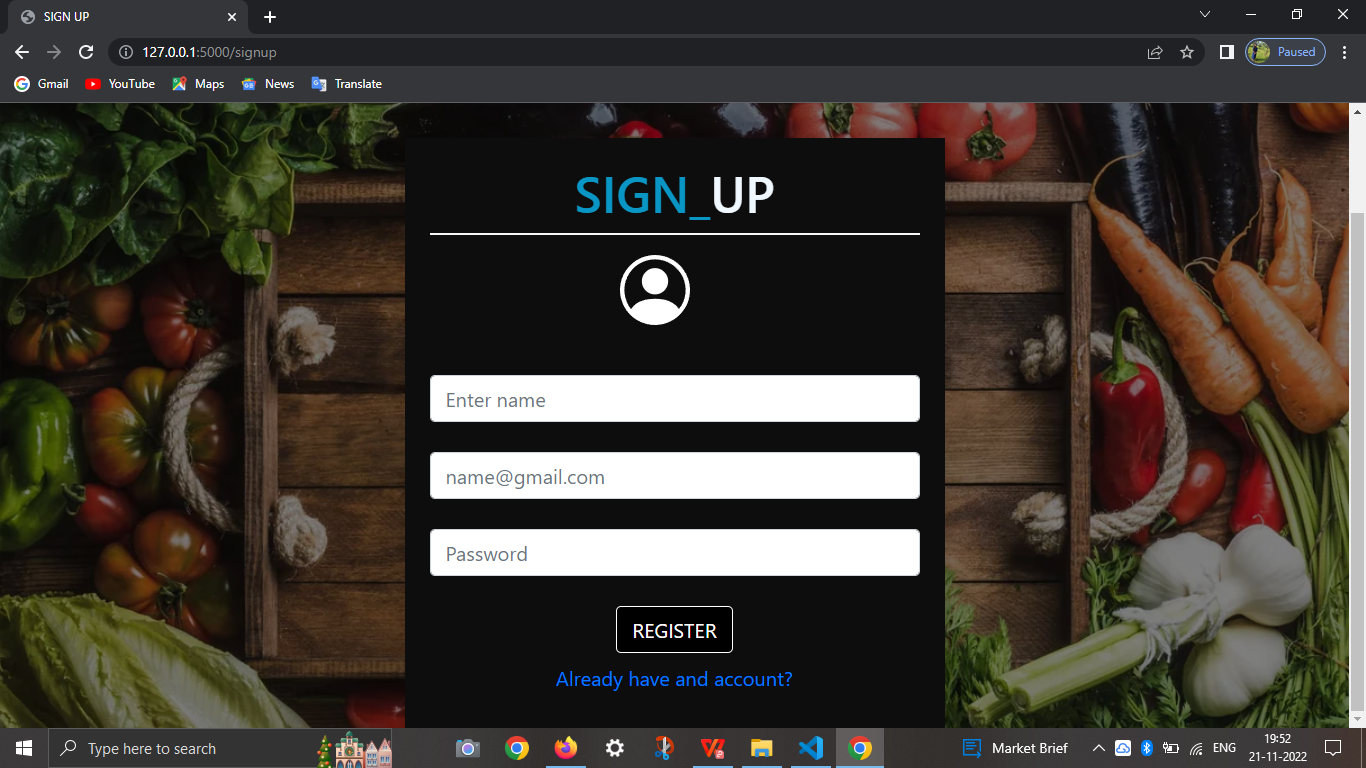 SIGN UP
127.0.0.1:5000/signup
Paused
Gmail YouTube Maps News Translate
SIGN_UP
Enter name
name@gmail.com
Password
REGISTER
Already have and account?
Type here to search
Market Brief
ENG
19:52
21-11-2022